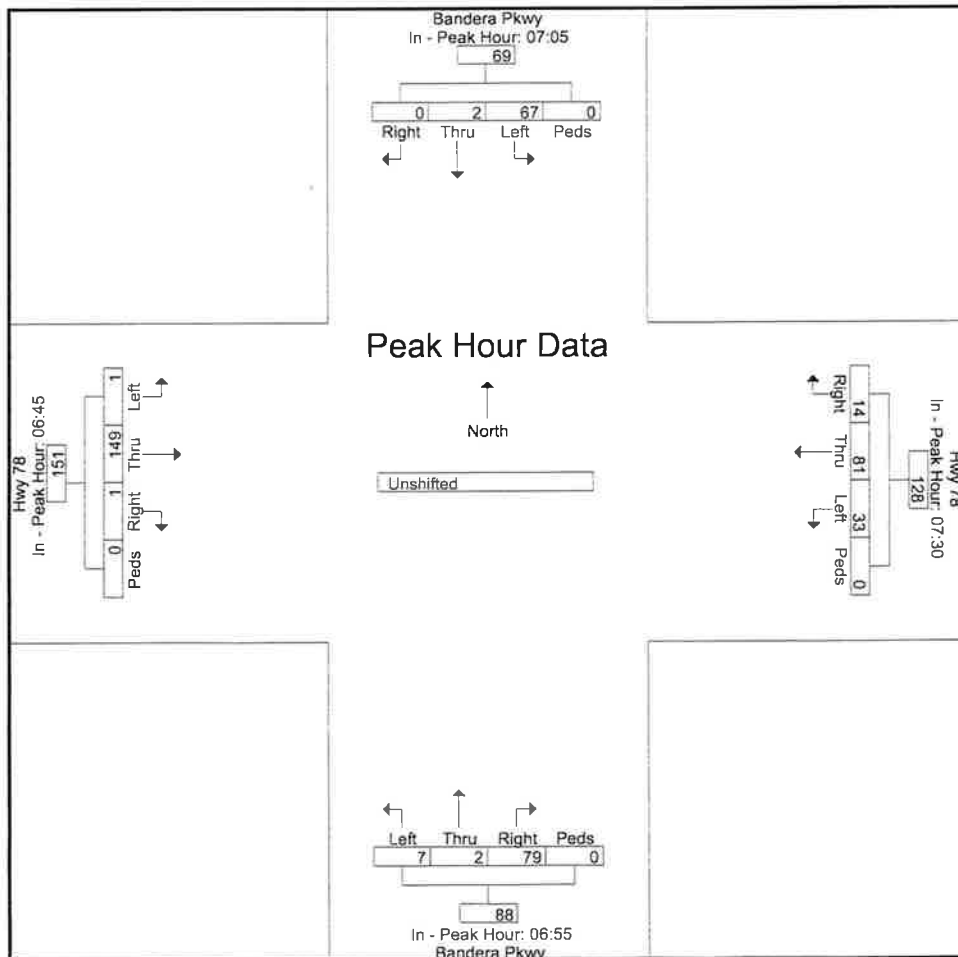 Bandera Pkwy
In - Peak Hour: 07:05
69
0 2 67 0
Right Thru Left Peds
Peak Hour Data
North
Unshifted
Hwy 78
In - Peak Hour: 06:45
151
1 149 1 0
Left Thru Right Peds
Hwy 78
In - Peak Hour: 07:30
128
14 81 33 0
Right Thru Left Peds
Left Thru Right Peds
7 2 79 0
88
In - Peak Hour: 06:55
Bandera Pkwy